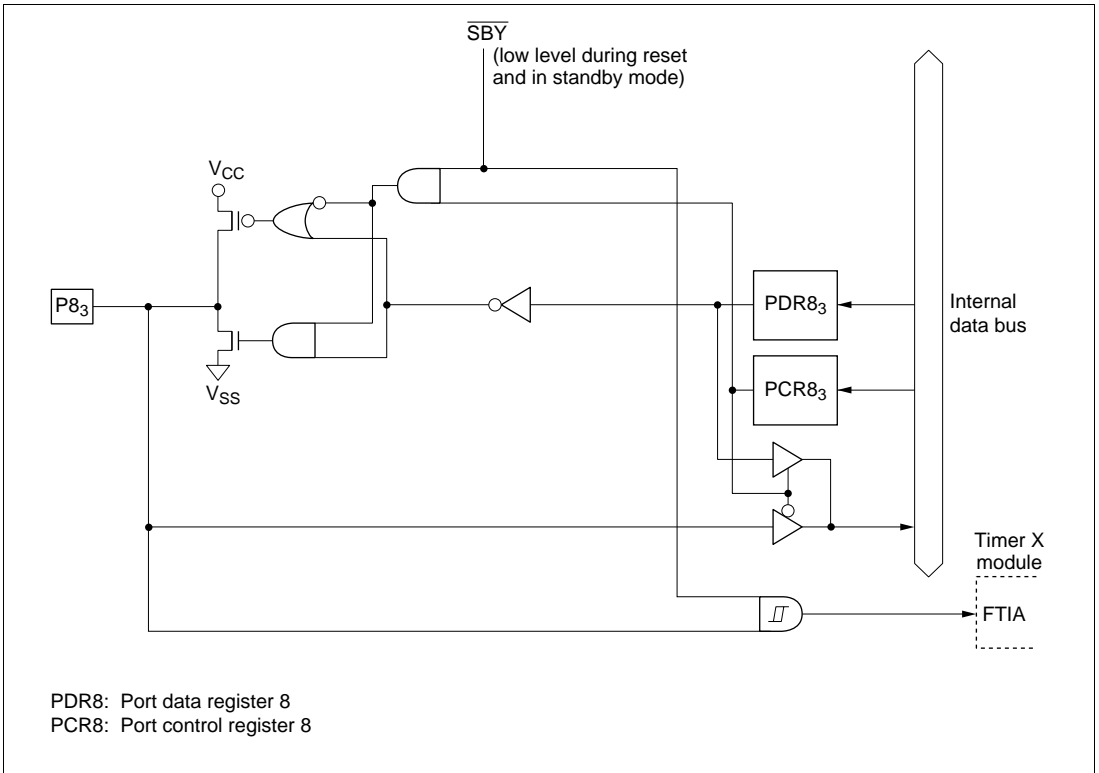 SBY
(low level during reset
and in standby mode)
VCC
P83
VSS
PDR83
PCR83
Internal
data bus
Timer X
module
FTIA
PDR8: Port data register 8
PCR8: Port control register 8